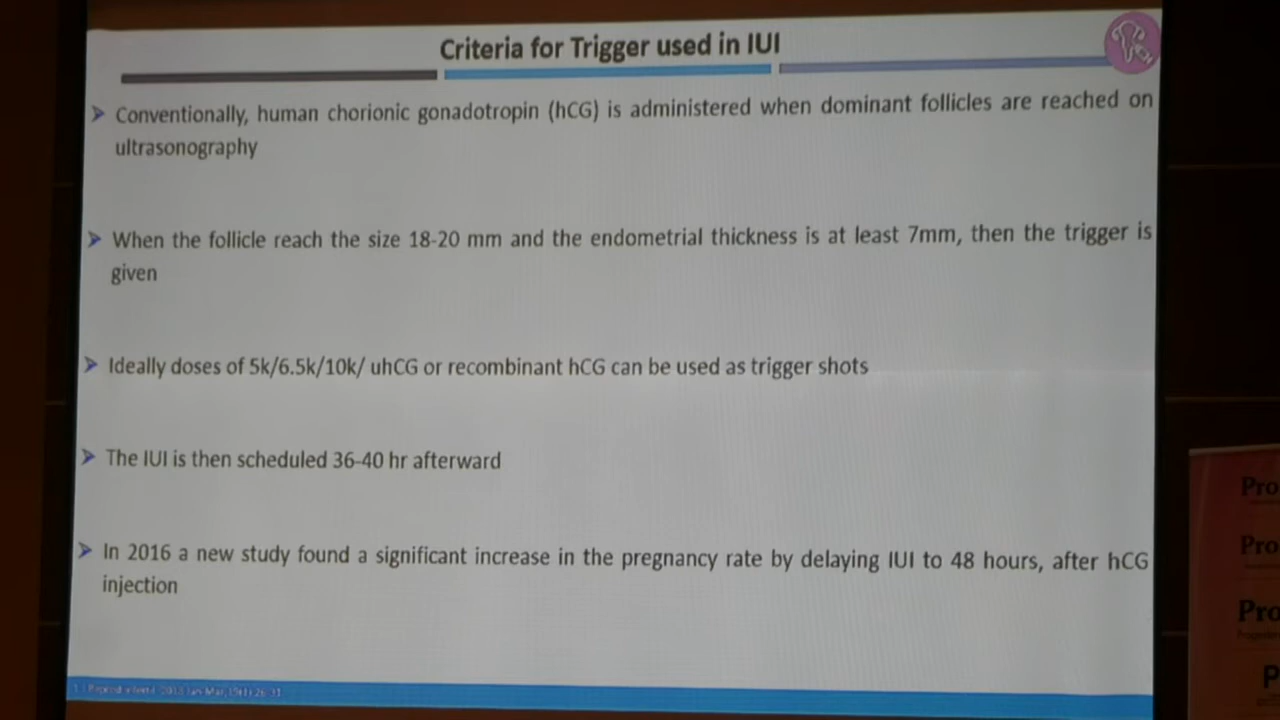 Criteria for Trigger used in IUI
➤ Conventionally, human chorionic gonadotropin (hCG) is administered when dominant follicles are reached on
ultrasonography
➤ When the follicle reach the size 18-20 mm and the endometrial thickness is at least 7mm, then the trigger is
given
➤ Ideally doses of 5k/6.5k/10k/ uhCG or recombinant hCG can be used as trigger shots
➤ The IUI is then scheduled 36-40 hr afterward
➤ In 2016 a new study found a significant increase in the pregnancy rate by delaying IUI to 48 hours, after hCG
injection
Pro
Pro
Pro
P